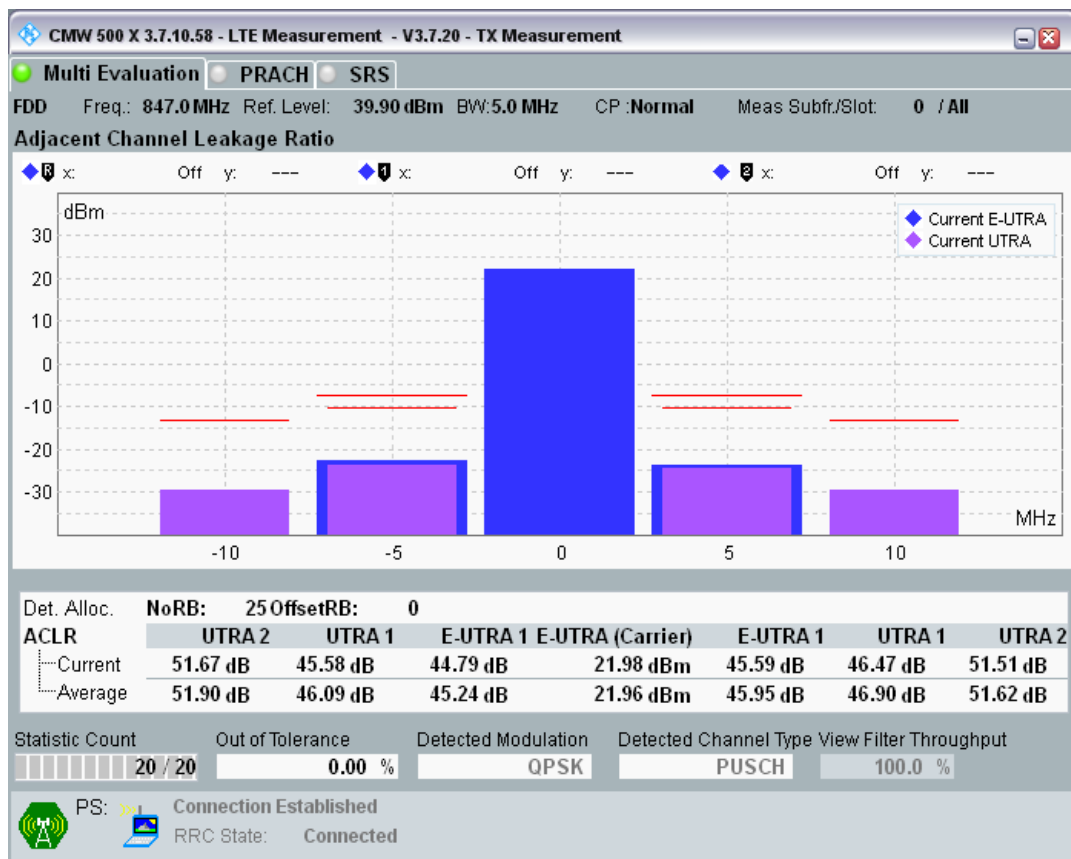 CMW 500 X 3.7.10.58 - LTE Measurement - V3.7.20 - TX Measurement
Multi Evaluation PRACH SRS
FDD Freq.: 847.0 MHz Ref. Level: 39.90 dBm BW:5.0 MHz CP :Normal Meas Subfr./Slot: 0 / All
Adjacent Channel Leakage Ratio
R x: Off y: --- 1 x: Off y: --- 2 x: Off y: ---
dBm
Current E-UTRA
Current UTRA
30
20
10
0
-10
-20
-30
MHz
-10 -5 0 5 10
Det. Alloc. NoRB: 25 OffsetRB: 0
ACLR UTRA 2 UTRA 1 E-UTRA 1 E-UTRA (Carrier) E-UTRA 1 UTRA 1 UTRA 2
Current 51.67 dB 45.58 dB 44.79 dB 21.98 dBm 45.59 dB 46.47 dB 51.51 dB
Average 51.90 dB 46.09 dB 45.24 dB 21.96 dBm 45.95 dB 46.90 dB 51.62 dB
Statistic Count Out of Tolerance Detected Modulation Detected Channel Type View Filter Throughput
20 / 20 0.00 % QPSK PUSCH 100.0 %
PS: Connection Established
RRC State: Connected